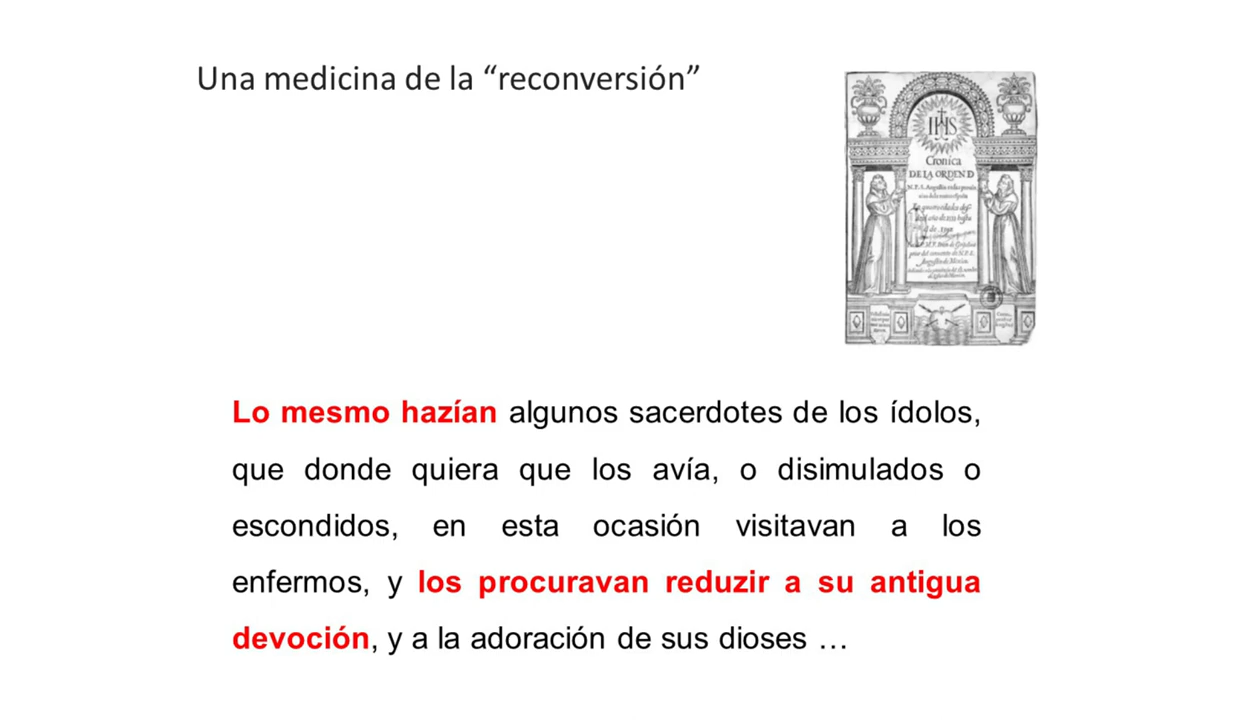 Una medicina de la “reconversión”
IHS
Cronica
DE LA ORDEN D
Lo mesmo hazían algunos sacerdotes de los ídolos,
que donde quiera que los avía, o disimulados o
escondidos, en esta ocasión visitavan a los
enfermos, y los procuravan reduzir a su antigua
devoción, y a la adoración de sus dioses …